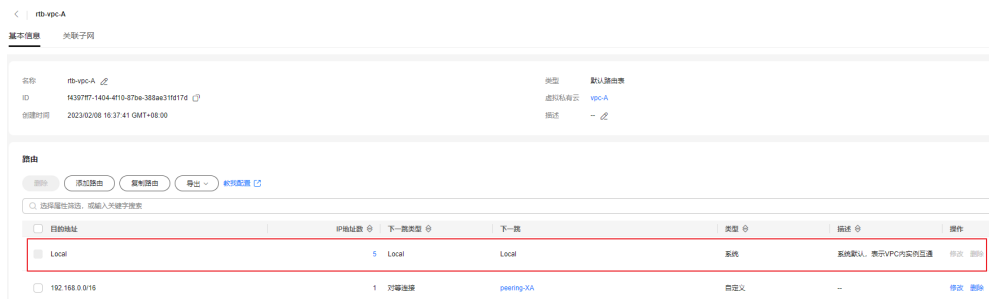 rtb-vpc-A
基本信息 关联子网
名称 rtb-vpc-A 类型 默认路由表
ID f4397ff7-1404-4f10-87be-388ae31fd17d 虚拟私有云 vpc-A
创建时间 2023/02/08 16:37:41 GMT+08:00 描述 --
路由
删除 添加路由 复制路由 导出 教我配置
选择属性筛选，或输入关键字搜索
目的地址 IP地址数 下一跳类型 下一跳 类型 描述 操作
Local 5 Local Local 系统 系统默认，表示VPC内实例互通 修改 删除
192.168.0.0/16 1 对等连接 peering-XA 自定义 -- 修改 删除